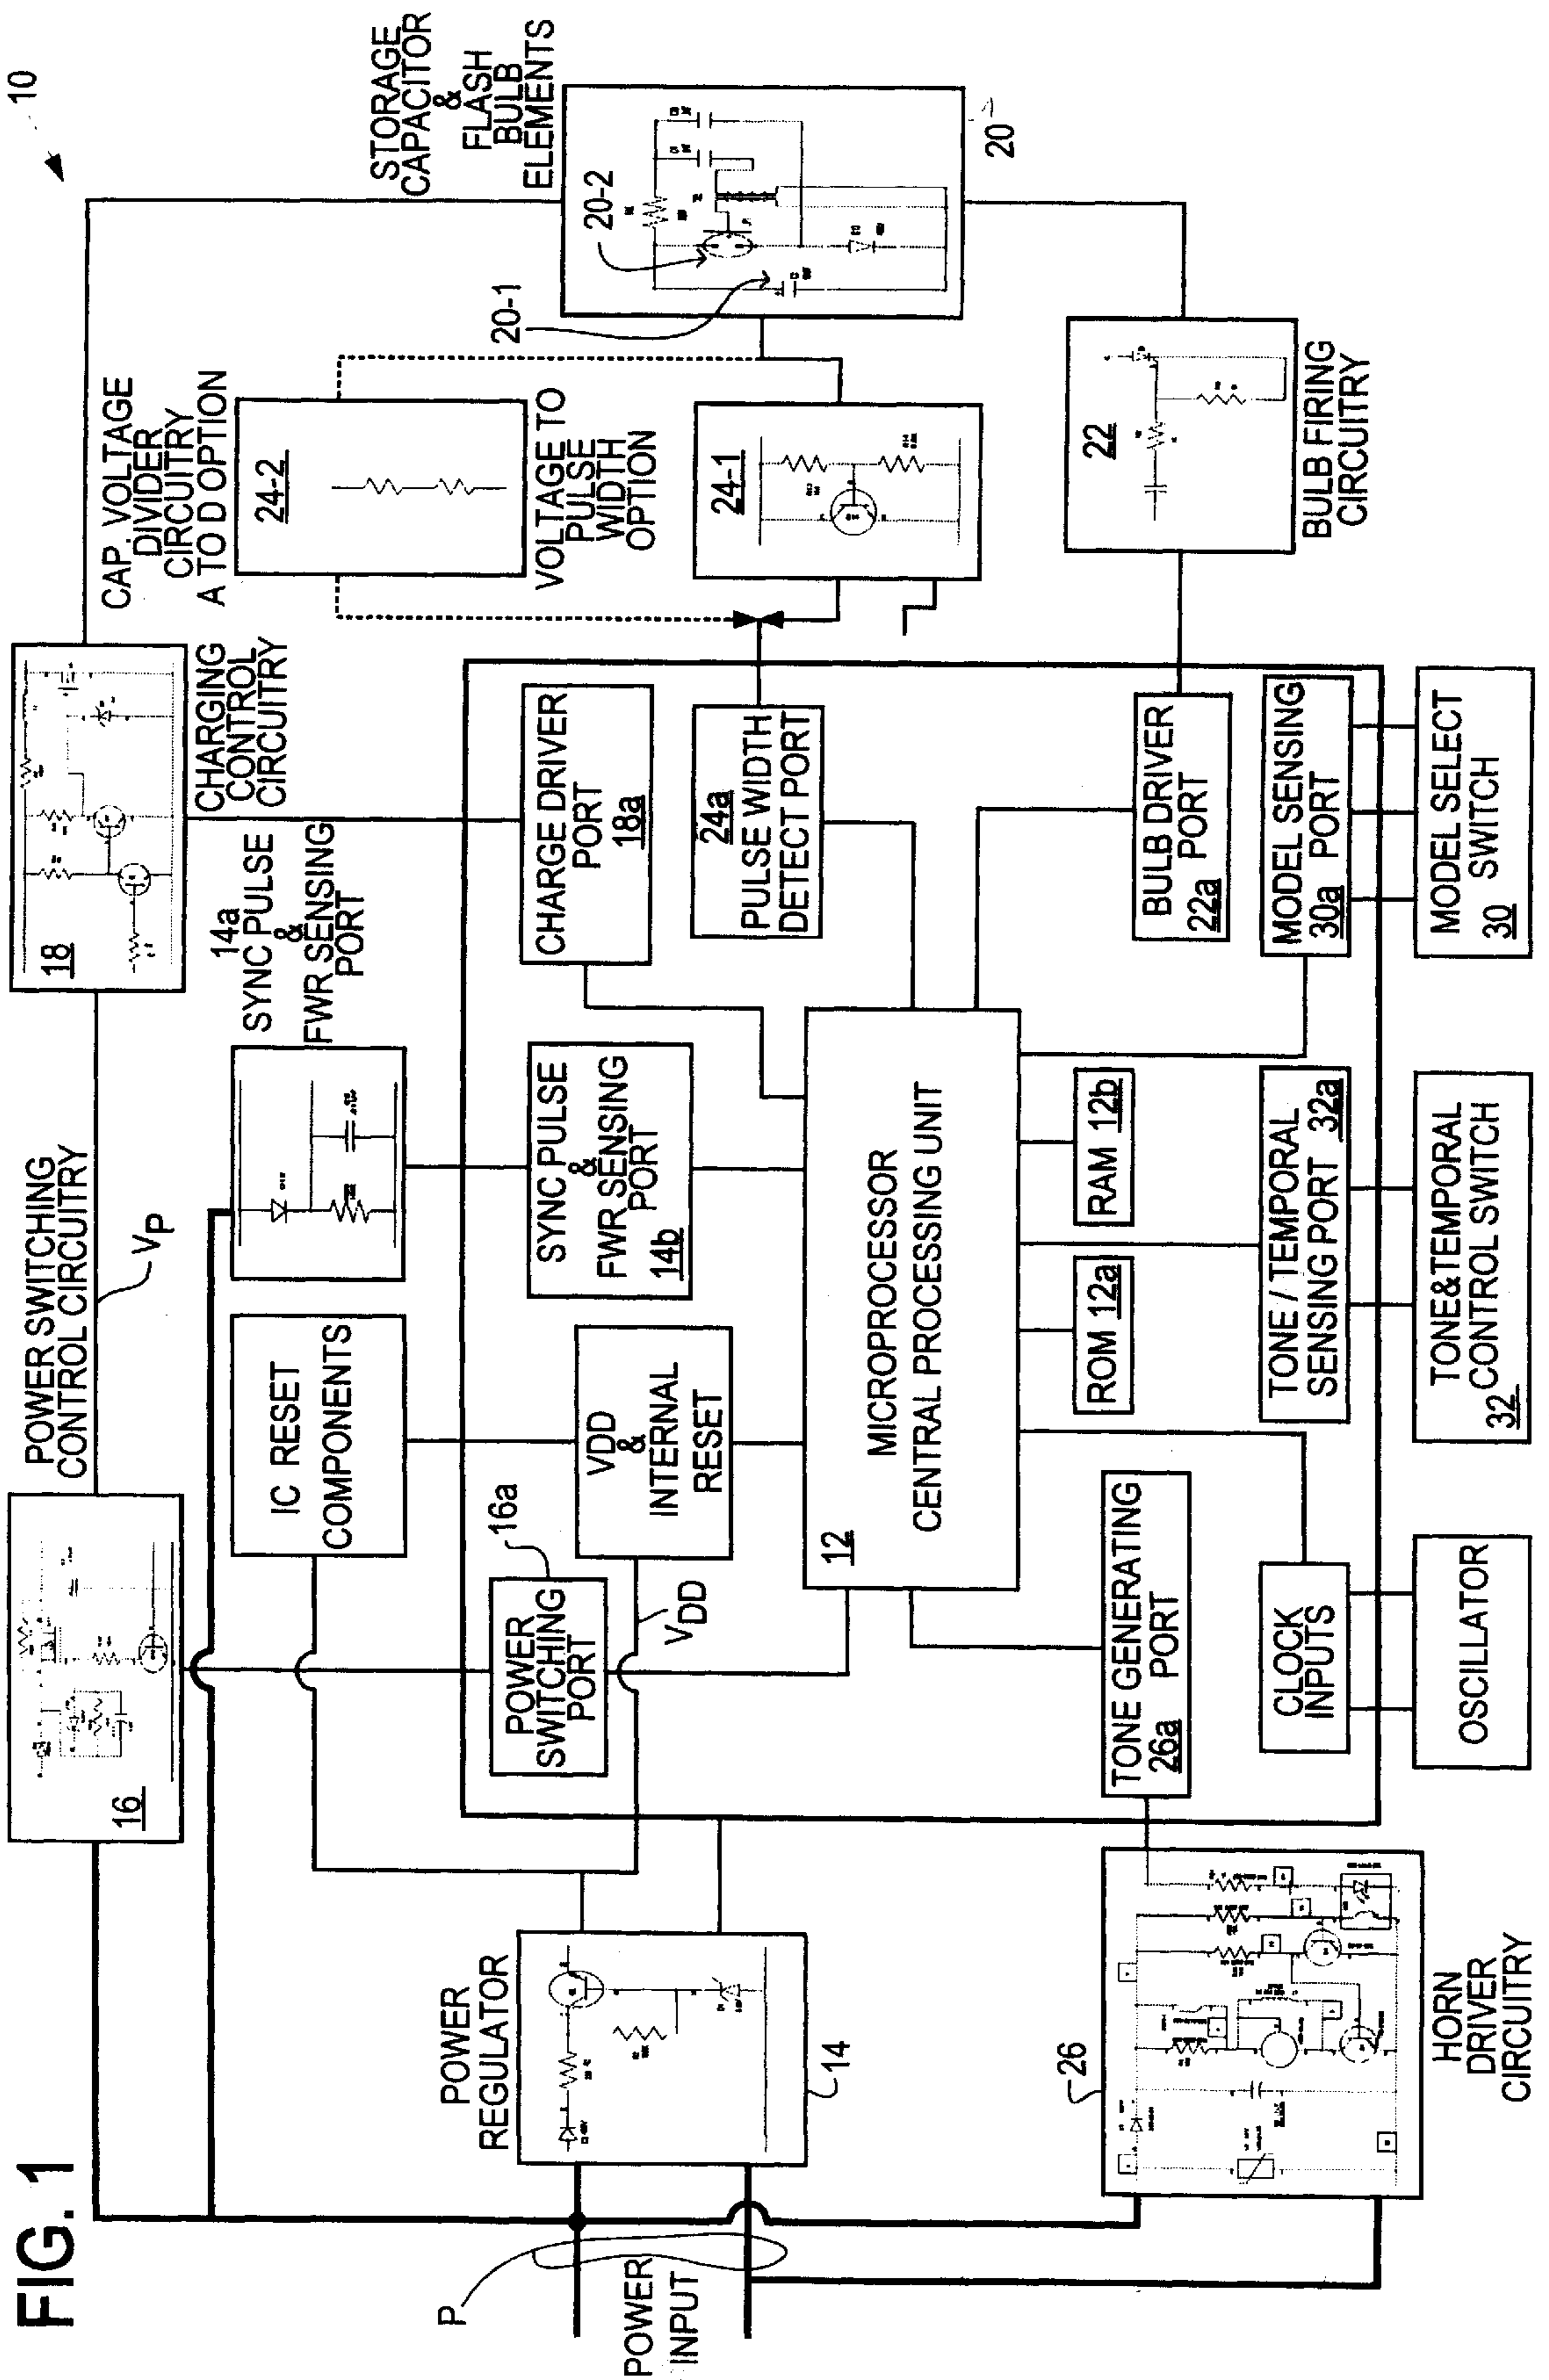 FIG. 1
10
POWER SWITCHING
CONTROL CIRCUITRY
16
VP
18
CHARGING
CONTROL
CIRCUITRY
CAP. VOLTAGE
DIVIDER
CIRCUITRY
A TO D OPTION
24-2
VOLTAGE TO
PULSE
WIDTH
OPTION
24-1
STORAGE
CAPACITOR
&
FLASH
BULB
ELEMENTS
20-2
20-1
20
14a
SYNC PULSE
&
FWR SENSING
PORT
IC RESET
COMPONENTS
POWER
SWITCHING
PORT
16a
VDD
&
INTERNAL
RESET
VDD
SYNC PULSE
&
FWR SENSING
PORT
14b
CHARGE DRIVER
PORT
18a
24a
PULSE WIDTH
DETECT PORT
POWER
REGULATOR
14
P
POWER
INPUT
12
MICROPROCESSOR
CENTRAL PROCESSING UNIT
ROM 12a
RAM 12b
BULB DRIVER
PORT
22a
22
BULB FIRING
CIRCUITRY
TONE GENERATING
26a PORT
26
HORN
DRIVER
CIRCUITRY
CLOCK
INPUTS
OSCILLATOR
TONE / TEMPORAL
SENSING PORT 32a
TONE&TEMPORAL
32 CONTROL SWITCH
MODEL SENSING
30a PORT
MODEL SELECT
30 SWITCH